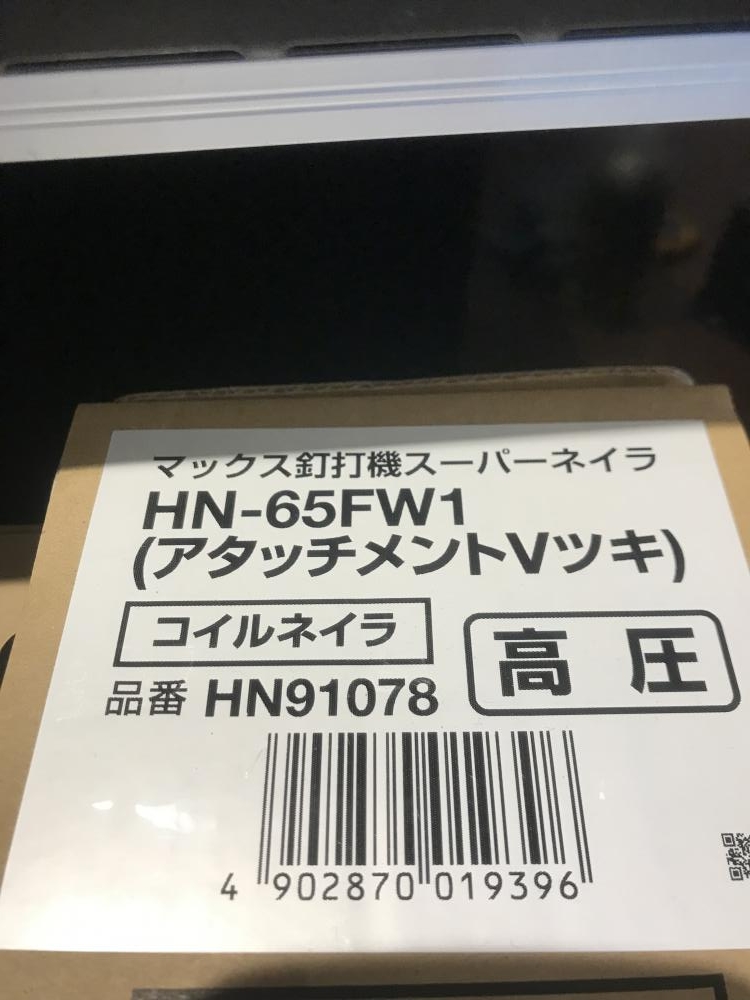 マックス釘打機スーパーネイラ
HN-65FW1
(アタッチメントVツキ)
コイルネイラ
高圧
品番 HN91078
4 902870 019396